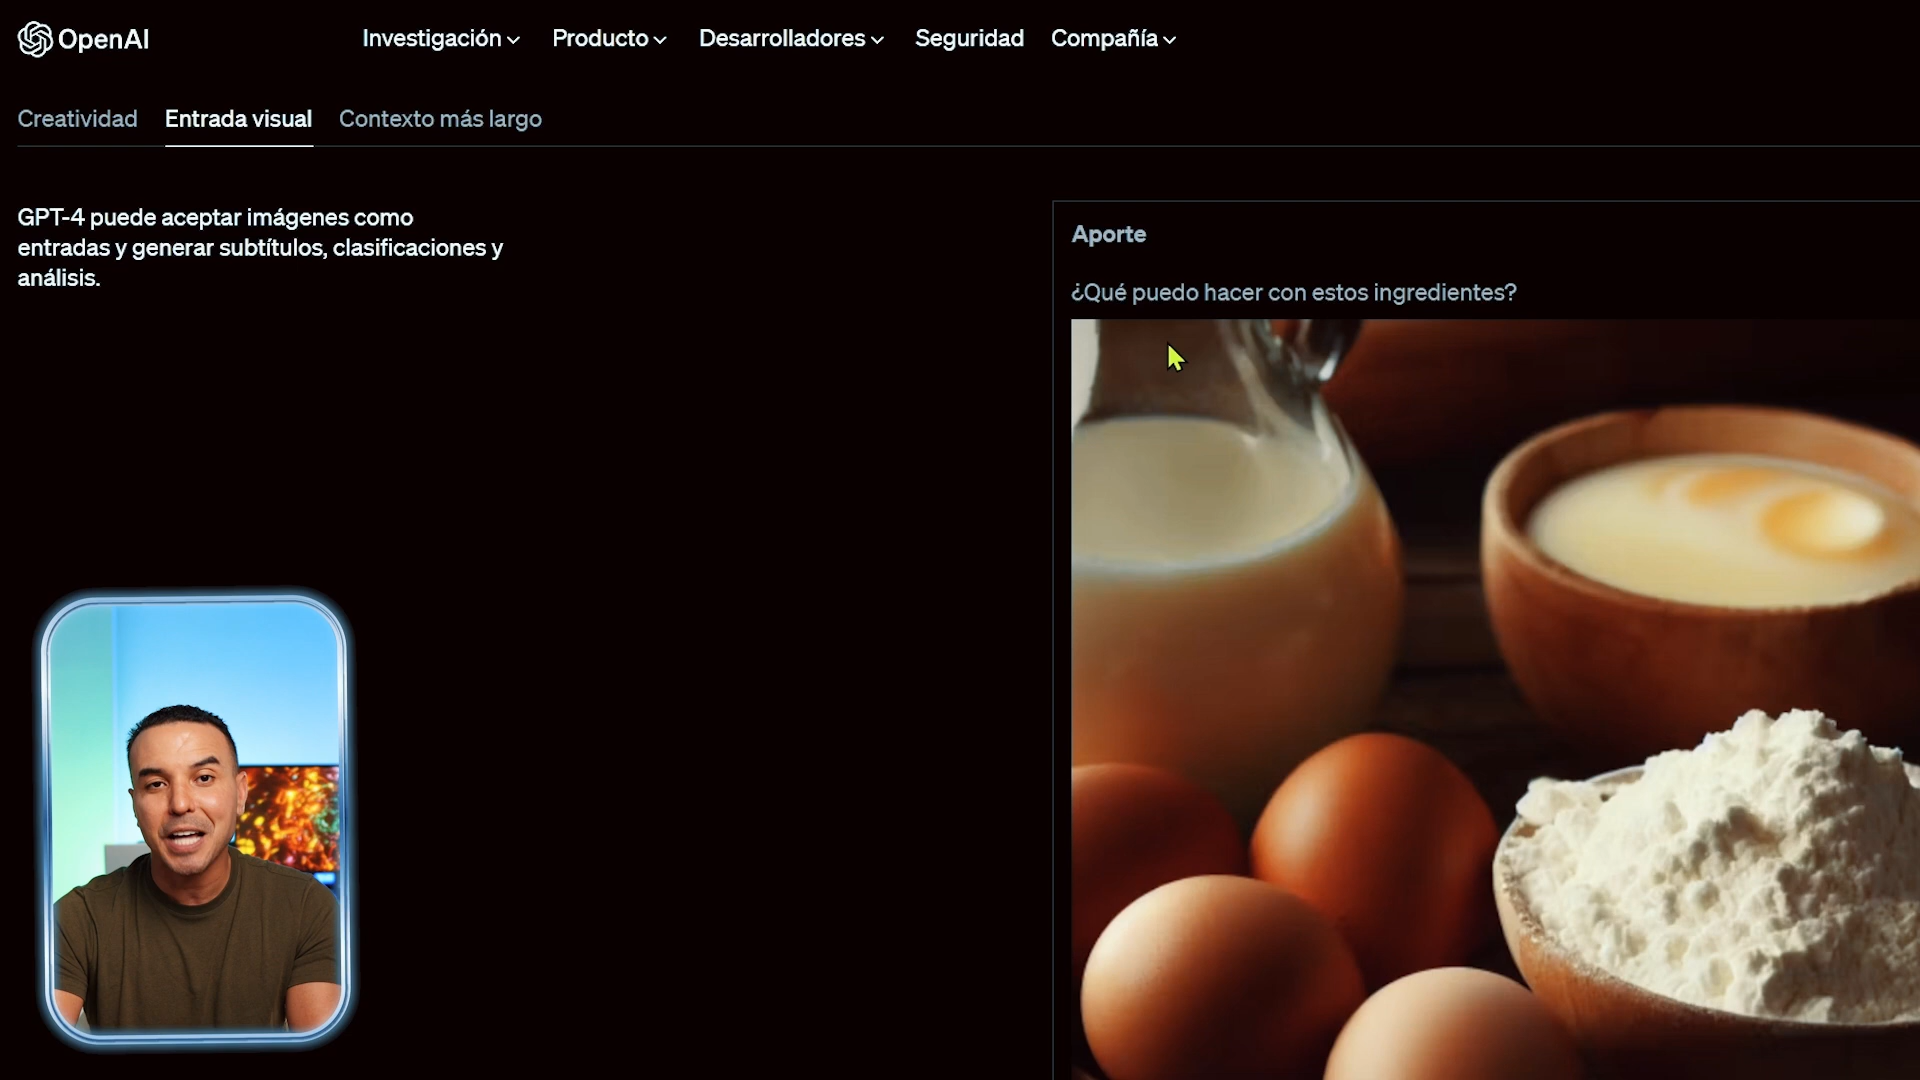 OpenAI
Investigación
Producto
Desarrolladores
Seguridad
Compañía
Creatividad
Entrada visual
Contexto más largo
GPT-4 puede aceptar imágenes como
entradas y generar subtítulos, clasificaciones y
análisis.
Aporte
¿Qué puedo hacer con estos ingredientes?